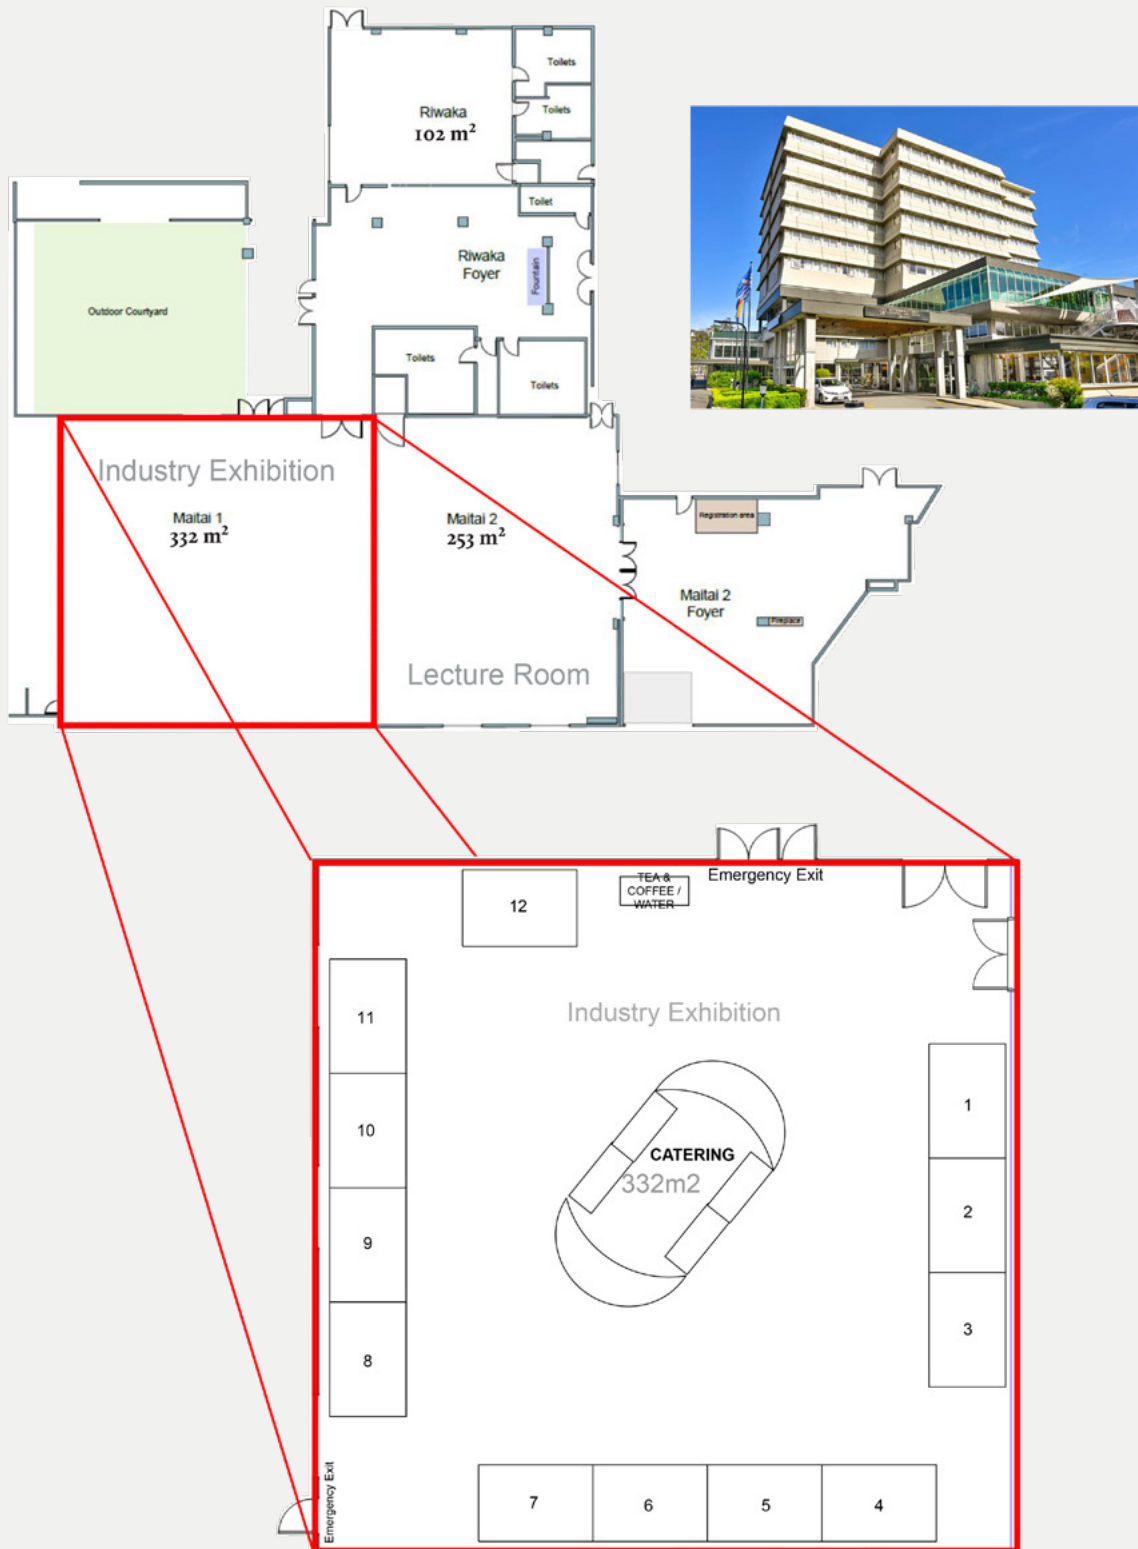 Toilets
Toilets
Riwaka
102 m²
Toilet
Riwaka
Foyer
Fountain
Outdoor Courtyard
Toilets
Toilets
Industry Exhibition
Maitai 1
332 m²
Maitai 2
253 m²
Registration area
Maitai 2
Foyer
Fireplace
Lecture Room
TEA &
COFFEE /
WATER
Emergency Exit
12
Industry Exhibition
11
10
9
8
1
2
3
CATERING
332m2
Emergency Exit
7
6
5
4